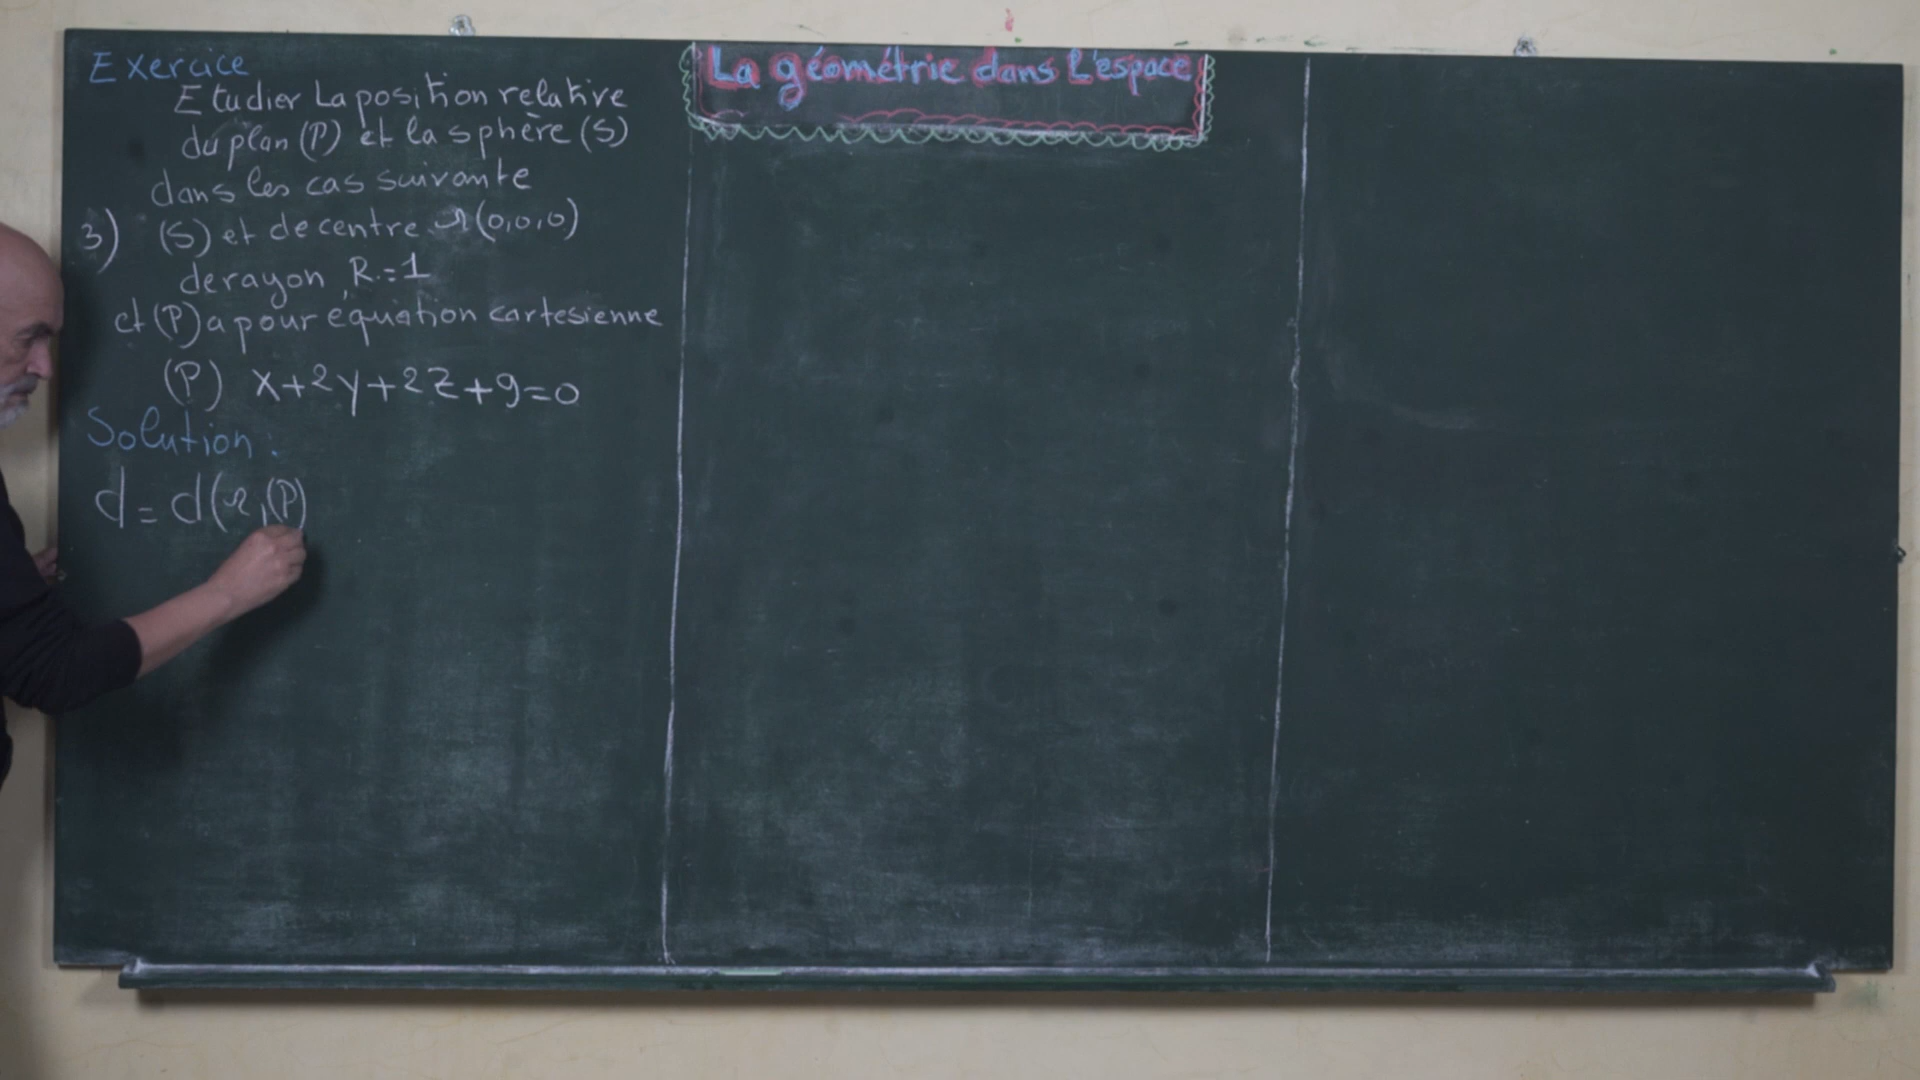 La géométrie dans l'espace
Exercice
Etudier La position relative
du plan (P) et la sphère (S)
dans les cas suivante
3) (S) et de centre Ω(0,0,0)
de rayon R=1
et (P) a pour équation cartesienne
(P) x+2y+2z+9=0
Solution:
d=d(Ω,(P)